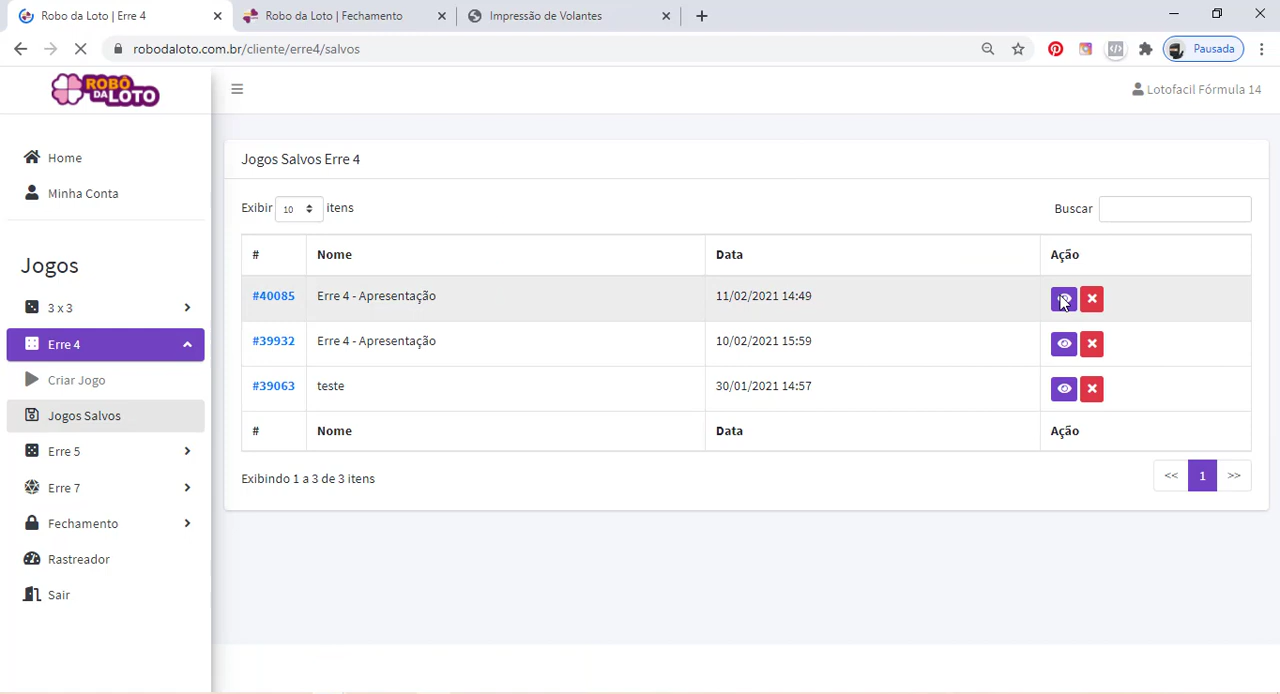 Robo da Loto | Erre 4
Robo da Loto | Fechamento
Impressão de Volantes
robodaloto.com.br/cliente/erre4/salvos
Pausada
ROBÔ DA LOTO
Lotofacil Fórmula 14
Home
Minha Conta
Jogos
3 x 3
Erre 4
Criar Jogo
Jogos Salvos
Erre 5
Erre 7
Fechamento
Rastreador
Sair
Jogos Salvos Erre 4
Exibir 10 itens
Buscar
# Nome Data Ação
#40085 Erre 4 - Apresentação 11/02/2021 14:49
#39932 Erre 4 - Apresentação 10/02/2021 15:59
#39063 teste 30/01/2021 14:57
# Nome Data Ação
Exibindo 1 a 3 de 3 itens
<< 1 >>